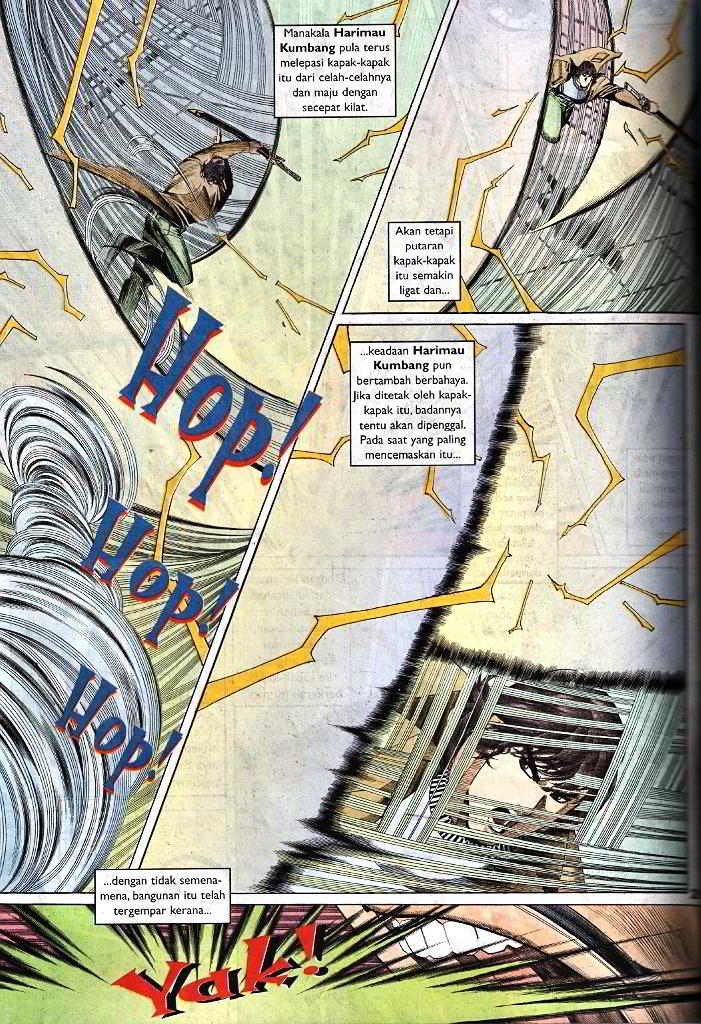 Manakala Harimau
Kumbang pula terus
melepasi kapak-kapak
itu dari celah-celahnya
dan maju dengan
secepat kilat.
Akan tetapi
putaran
kapak-kapak
itu semakin
ligat dan...
Hop!
Hop!
Hop!
...keadaan Harimau
Kumbang pun
bertambah berbahaya.
Jika ditetak oleh kapak-
kapak itu, badannya
tentu akan dipenggal.
Pada saat yang paling
mencemaskan itu...
...dengan tidak semena-
mena, bangunan itu telah
tergempar kerana...
Yak!